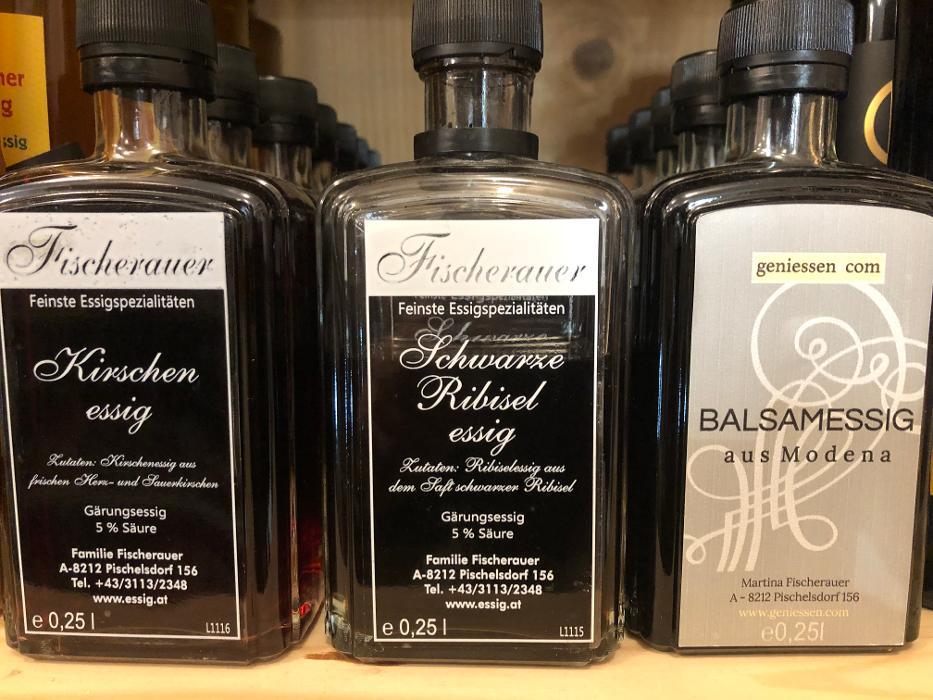 ner
g
ssig
Fischerauer
Feinste Essigspezialitäten
Kirschen
essig
Zutaten: Kirschenessig aus
frischen Herz- und Sauerkirschen
Gärungsessig
5 % Säure
Familie Fischerauer
A-8212 Pischelsdorf 156
Tel. +43/3113/2348
www.essig.at
e 0,25 l
L1116
Fischerauer
Feinste Essigspezialitäten
Schwarze
Ribisel
essig
Zutaten: Ribiselessig aus
dem Saft schwarzer Ribisel
Gärungsessig
5 % Säure
Familie Fischerauer
A-8212 Pischelsdorf 156
Tel. +43/3113/2348
www.essig.at
e 0,25 l
L1115
geniessen com
BALSAMESSIG
aus Modena
Martina Fischerauer
A - 8212 Pischelsdorf 156
www.geniessen.com
e0,25l